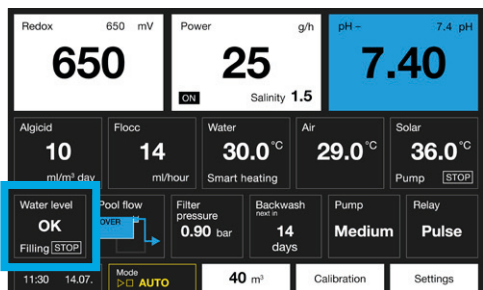 Redox 650 mV
650
Power g/h
25
ON Salinity 1.5
pH – 7.4 pH
7.40
Algicid
10
ml/m³ day
Flocc
14
ml/hour
Water
30.0 °C
Smart heating
Air
29.0 °C
Solar
36.0 °C
Pump STOP
Water level
OK
Filling STOP
Pool flow
OVER
Filter
pressure
0.90 bar
Backwash
next in
14
days
Pump
Medium
Relay
Pulse
11:30 14.07.
Mode
AUTO
40 m³
Calibration
Settings